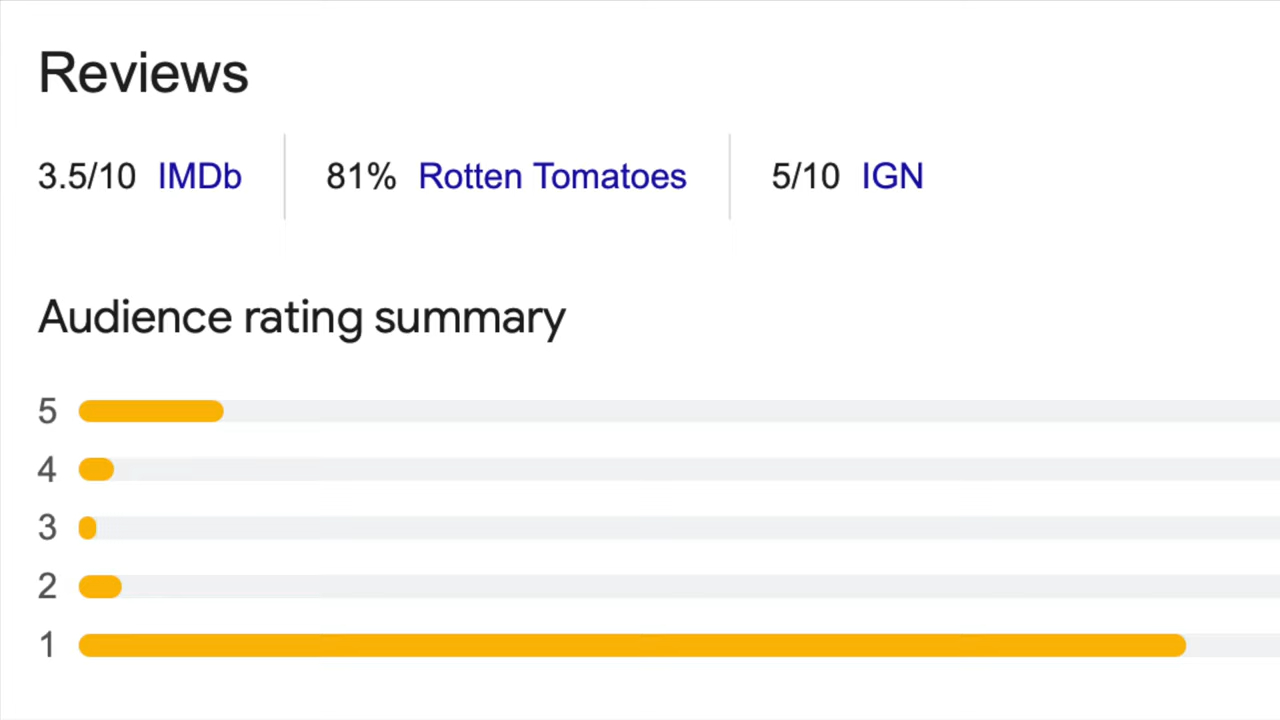 Reviews
3.5/10 IMDb 81% Rotten Tomatoes 5/10 IGN
Audience rating summary
5
4
3
2
1